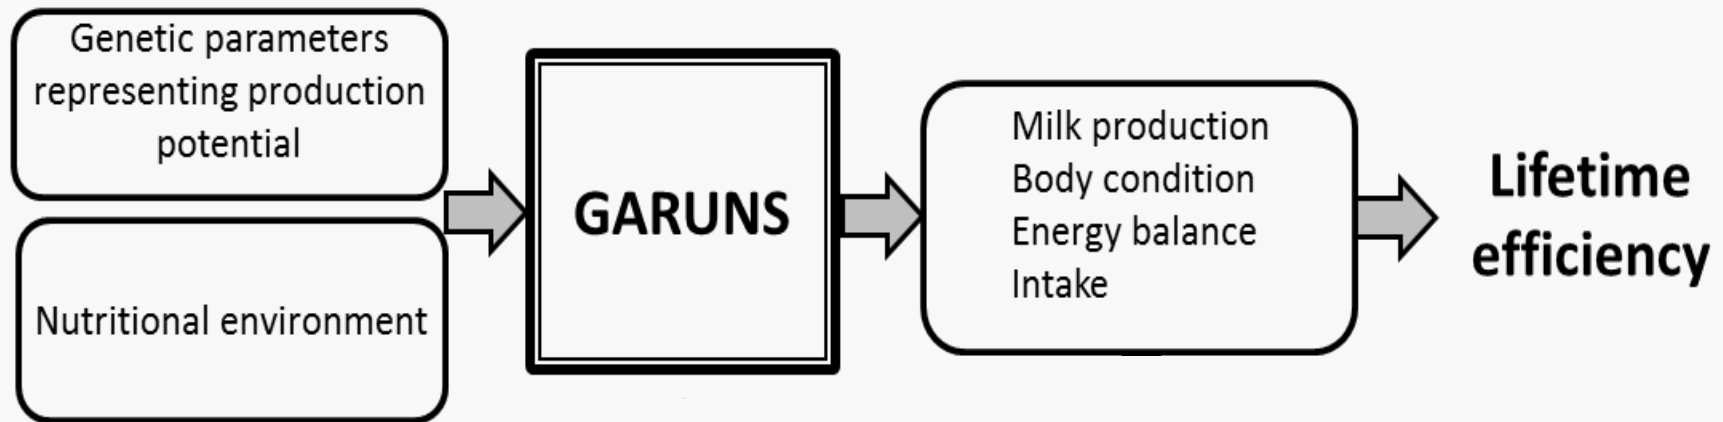 Genetic parameters
representing production
potential
Nutritional environment
GARUNS
Milk production
Body condition
Energy balance
Intake
Lifetime
efficiency